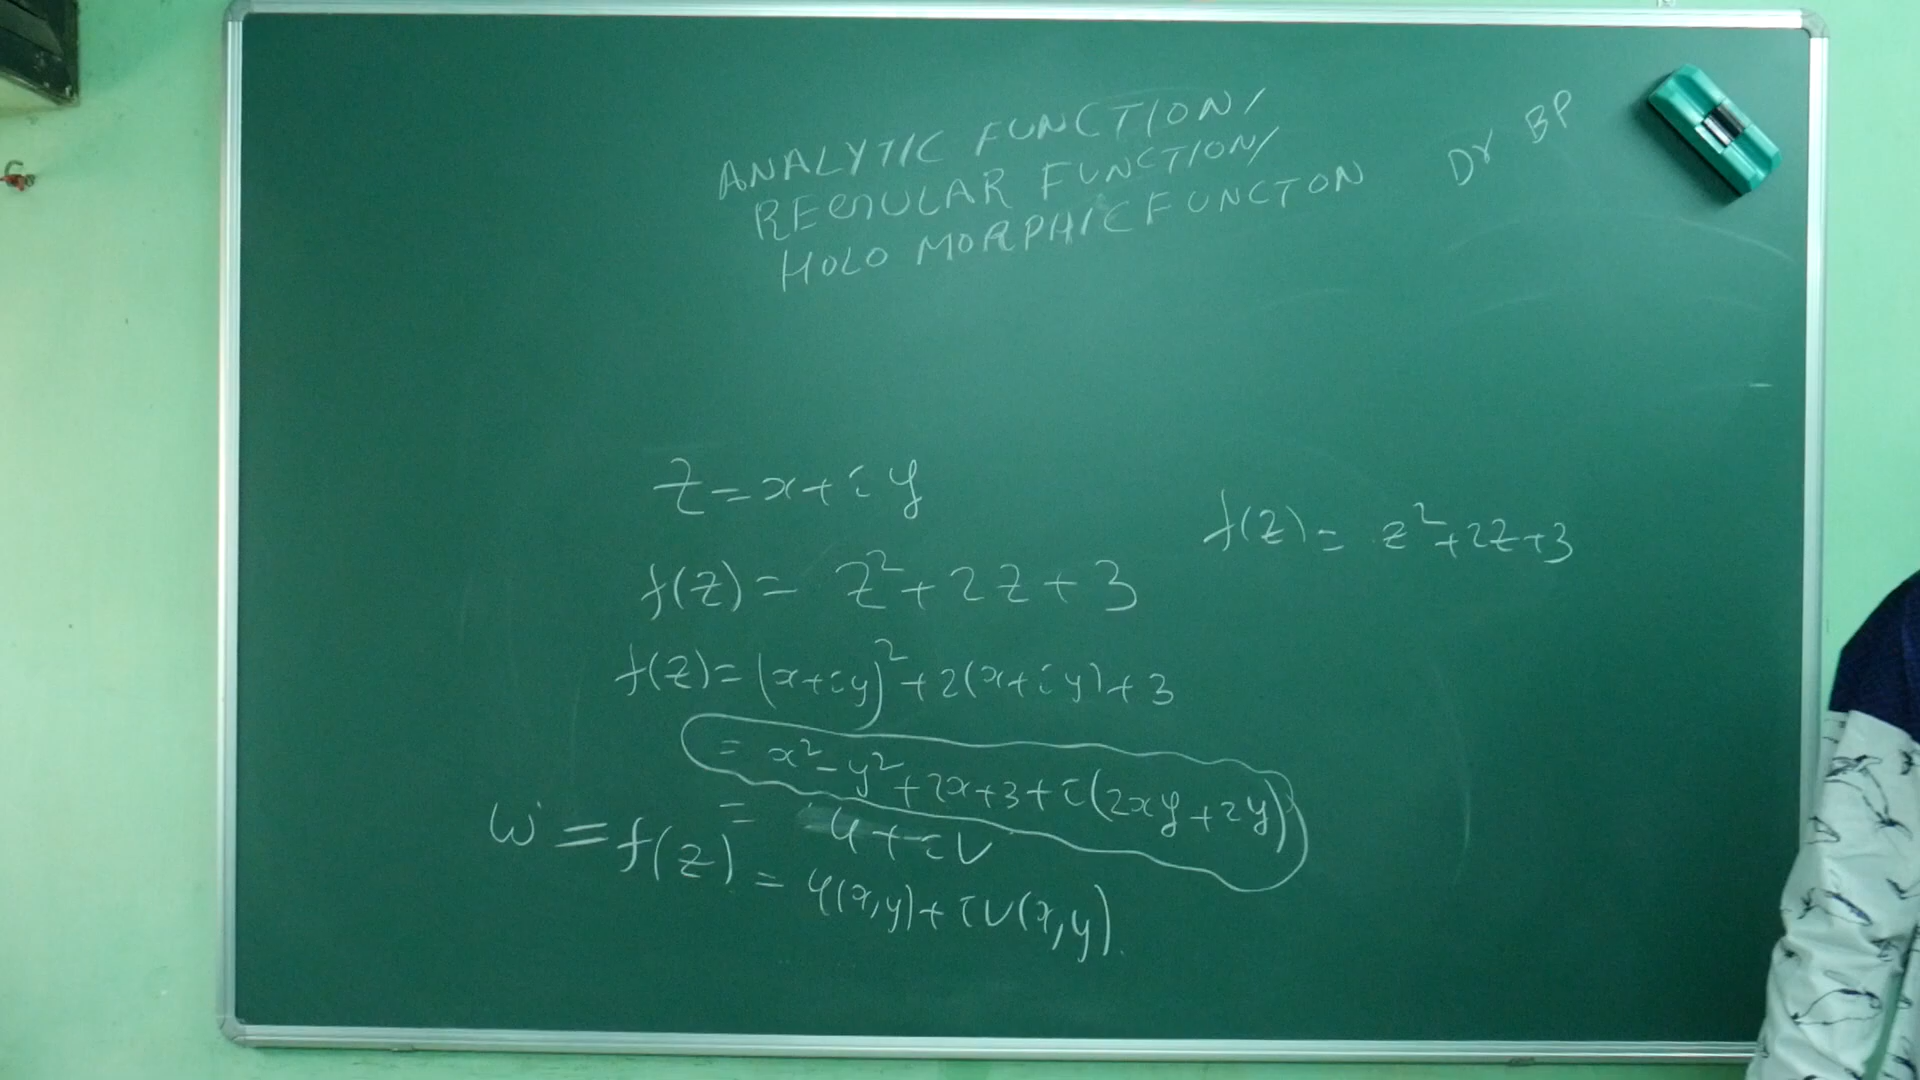 ANALYTIC FUNCTION/
REGULAR FUNCTION/
HOLO MORPHIC FUNCTON
Dr BP
z = x + iy
f(z) = z² + 2z + 3
f(z) = z² + 2z + 3
f(z) = (x+iy)² + 2(x+iy) + 3
= x² - y² + 2x + 3 + i(2xy + 2y)
= u + iv
w = f(z) = u(x,y) + iv(x,y).